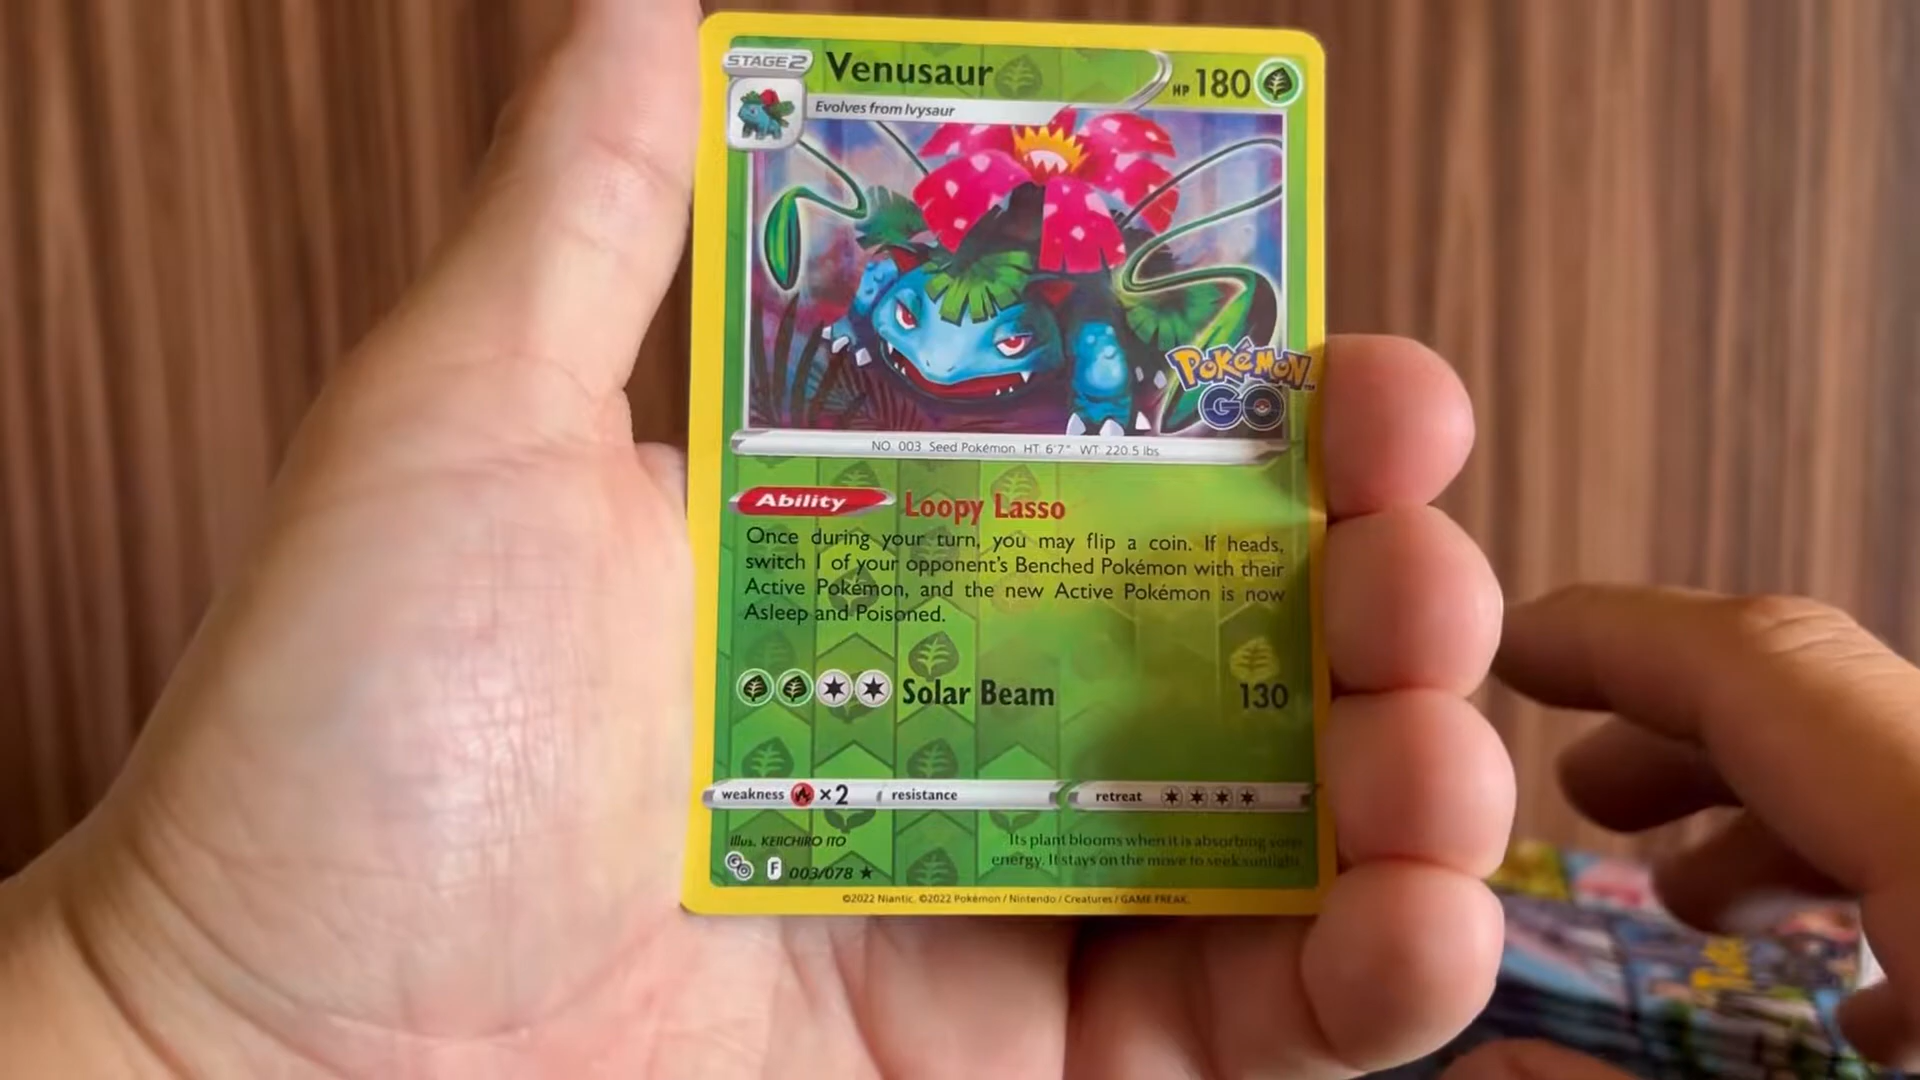 STAGE 2
Venusaur
HP 180
Evolves from Ivysaur
POKÉMON
GO
NO. 003 Seed Pokémon HT: 6'7" WT: 220.5 lbs.
Ability Loopy Lasso
Once during your turn, you may flip a coin. If heads,
switch 1 of your opponent's Benched Pokémon with their
Active Pokémon, and the new Active Pokémon is now
Asleep and Poisoned.
Solar Beam 130
weakness ×2 resistance retreat
Illus. KEIICHIRO ITO
Its plant blooms when it is absorbing solar
energy. It stays on the move to seek sunlight.
GO F 003/078 ★
©2022 Niantic. ©2022 Pokémon / Nintendo / Creatures / GAME FREAK.